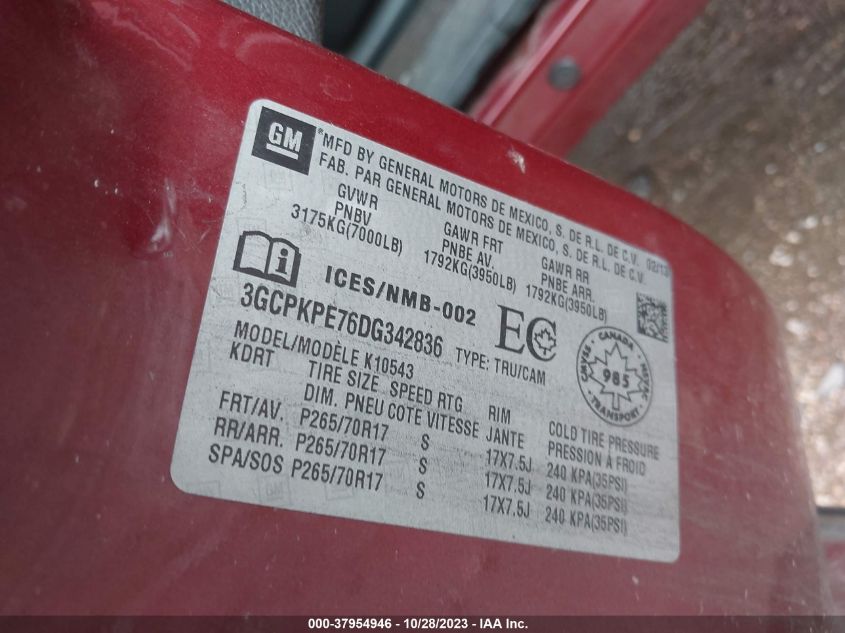 GM
®MFD BY GENERAL MOTORS DE MEXICO, S. DE R.L. DE C.V. 02/13
FAB. PAR GENERAL MOTORS DE MEXICO, S. DE R.L. DE C.V.
GVWR GAWR FRT GAWR RR
PNBV PNBE AV. PNBE ARR.
3175KG(7000LB) 1792KG(3950LB) 1792KG(3950LB)
i ICES/NMB-002
3GCPKPE76DG342836 EC
MODEL/MODÈLE K10543 TYPE: TRU/CAM
CANADA
CMVSS 985 NSVAC
TRANSPORT
KDRT TIRE SIZE SPEED RTG RIM COLD TIRE PRESSURE
DIM. PNEU COTE VITESSE JANTE PRESSION À FROID
FRT/AV. P265/70R17 S 17X7.5J 240 KPA(35PSI)
RR/ARR. P265/70R17 S 17X7.5J 240 KPA(35PSI)
SPA/SOS P265/70R17 S 17X7.5J 240 KPA(35PSI)
000-37954946 - 10/28/2023 - IAA Inc.